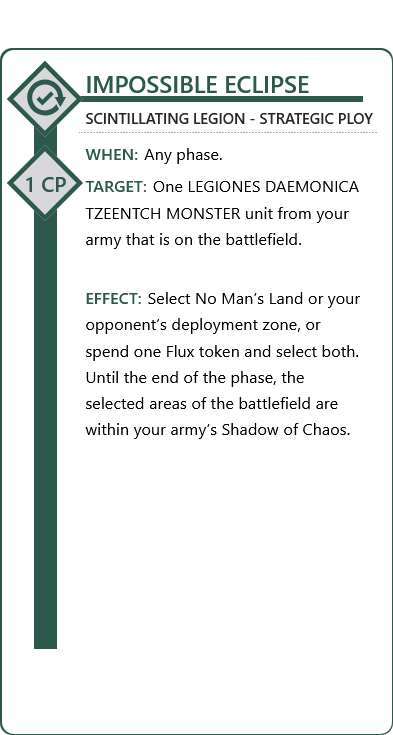 IMPOSSIBLE ECLIPSE
SCINTILLATING LEGION - STRATEGIC PLOY
WHEN: Any phase.
1 CP
TARGET: One LEGIONES DAEMONICA
TZEENTCH MONSTER unit from your
army that is on the battlefield.
EFFECT: Select No Man's Land or your
opponent's deployment zone, or
spend one Flux token and select both.
Until the end of the phase, the
selected areas of the battlefield are
within your army's Shadow of Chaos.